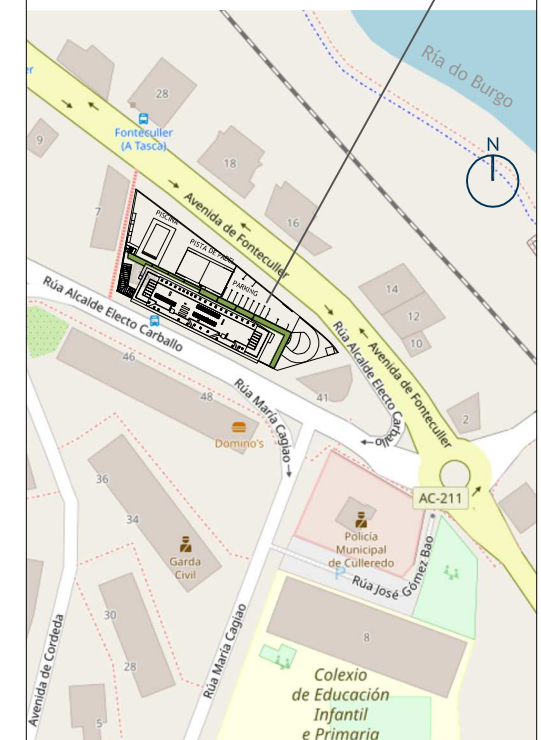 Ría do Burgo
N
er
28
Fontéculler
(A Tasca)
9
18
7
Avenida de Fonteculler
16
PISCINA
PISTA DE PADEL
PARKING
14
12
10
Rúa Alcalde Electo Carballo
Rúa Alcalde Electo Carballo
Avenida de Fonteculler
46
48
41
2
Rúa María Cagiao
Domino's
AC-211
36
34
Garda
Civil
Policía
Municipal
de Culleredo
P
Rúa José Gómez Bao
30
28
8
Rúa María Cagiao
Avenida de Cordeda
5
Colexio
de Educación
Infantil
e Primaria